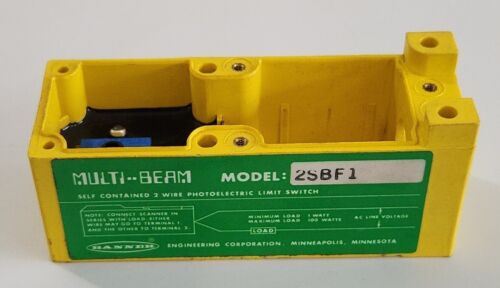 MULTI-BEAM MODEL: 2SBF1
SELF CONTAINED 2 WIRE PHOTOELECTRIC LIMIT SWITCH
NOTE: CONNECT SCANNER IN
SERIES WITH LOAD. EITHER
WIRE MAY GO TO TERMINAL 1,
AND THE OTHER TO TERMINAL 2.
MINIMUM LOAD 1 WATT
MAXIMUM LOAD 100 WATTS
AC LINE VOLTAGE
LOAD
BANNER ENGINEERING CORPORATION, MINNEAPOLIS, MINNESOTA